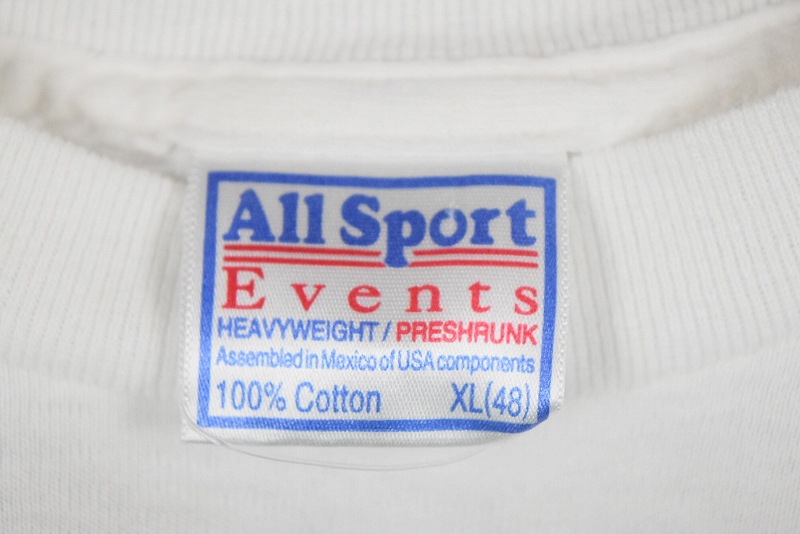 All Sport
Events
HEAVYWEIGHT / PRESHRUNK
Assembled in Mexico of USA components
100% Cotton XL(48)